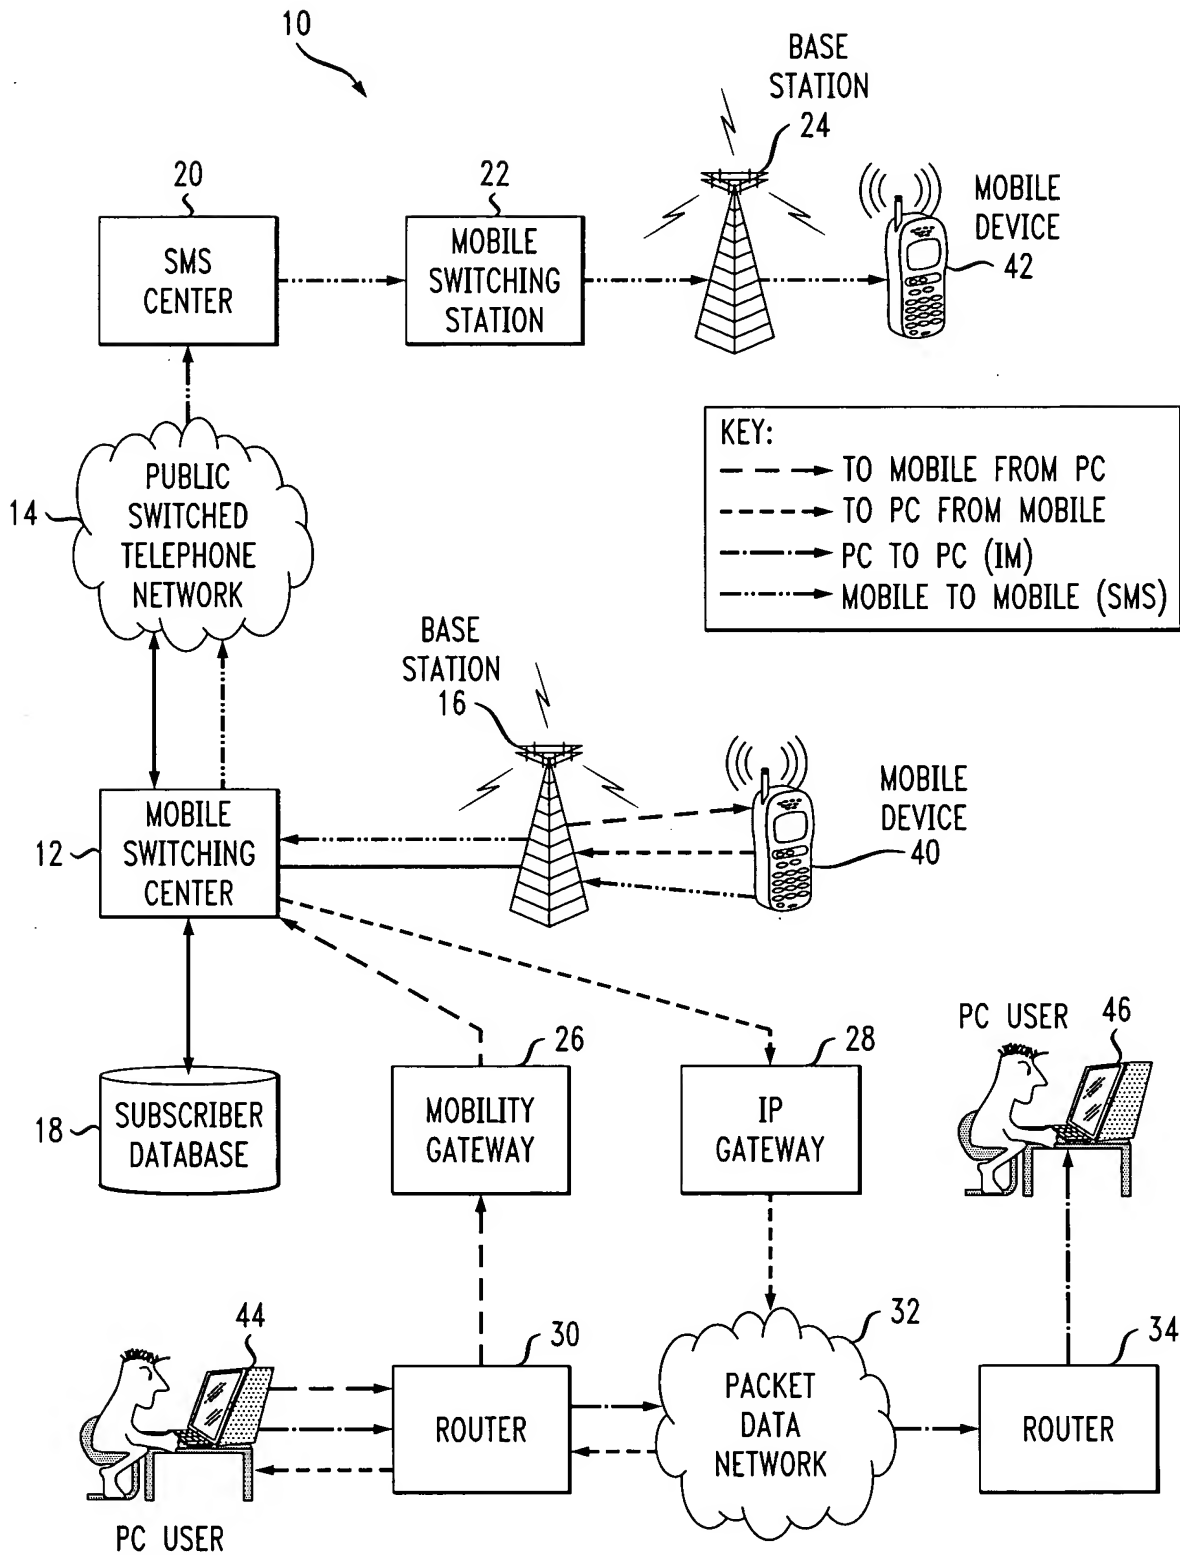 10
BASE
STATION
24
20
22
MOBILE
DEVICE
42
SMS
CENTER
MOBILE
SWITCHING
STATION
KEY:
TO MOBILE FROM PC
TO PC FROM MOBILE
PC TO PC (IM)
MOBILE TO MOBILE (SMS)
14
PUBLIC
SWITCHED
TELEPHONE
NETWORK
BASE
STATION
16
12
MOBILE
SWITCHING
CENTER
MOBILE
DEVICE
40
18
SUBSCRIBER
DATABASE
26
MOBILITY
GATEWAY
28
IP
GATEWAY
PC USER
46
44
PC USER
30
ROUTER
32
PACKET
DATA
NETWORK
34
ROUTER